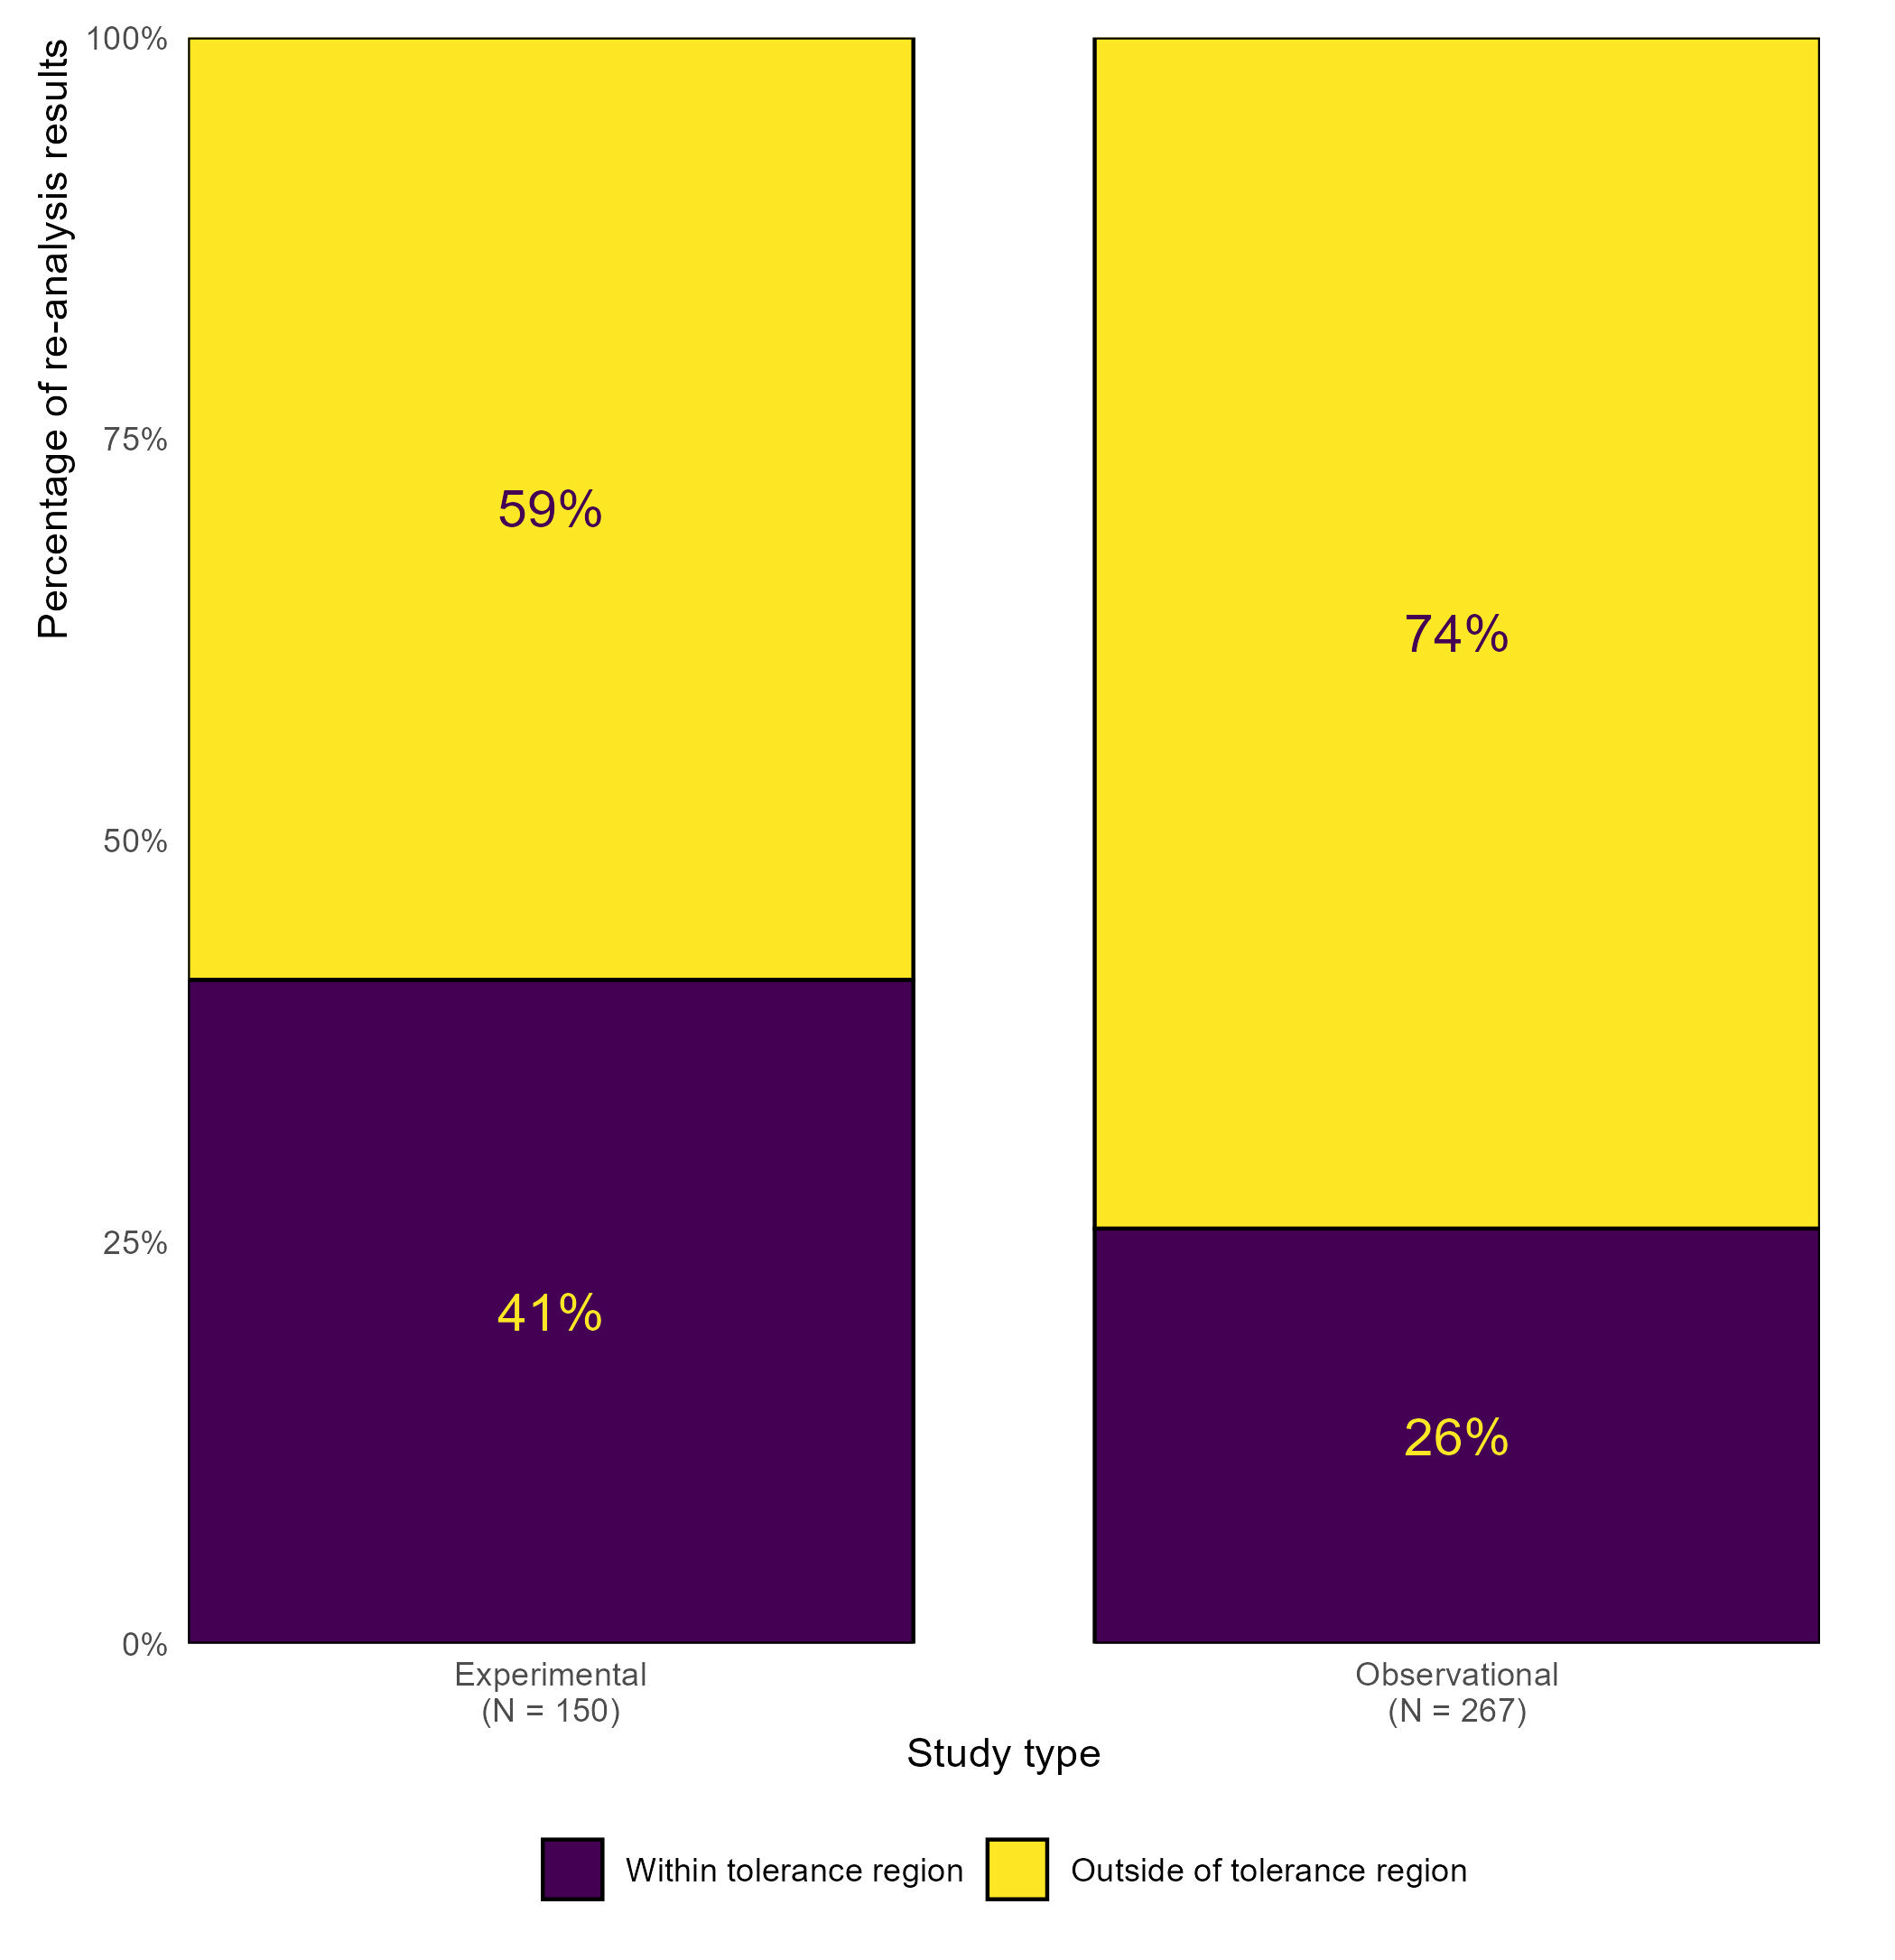 Percentage of re-analysis results
100%
75%
50%
25%
0%
59%
41%
74%
26%
Experimental
(N = 150)
Observational
(N = 267)
Study type
Within tolerance region
Outside of tolerance region